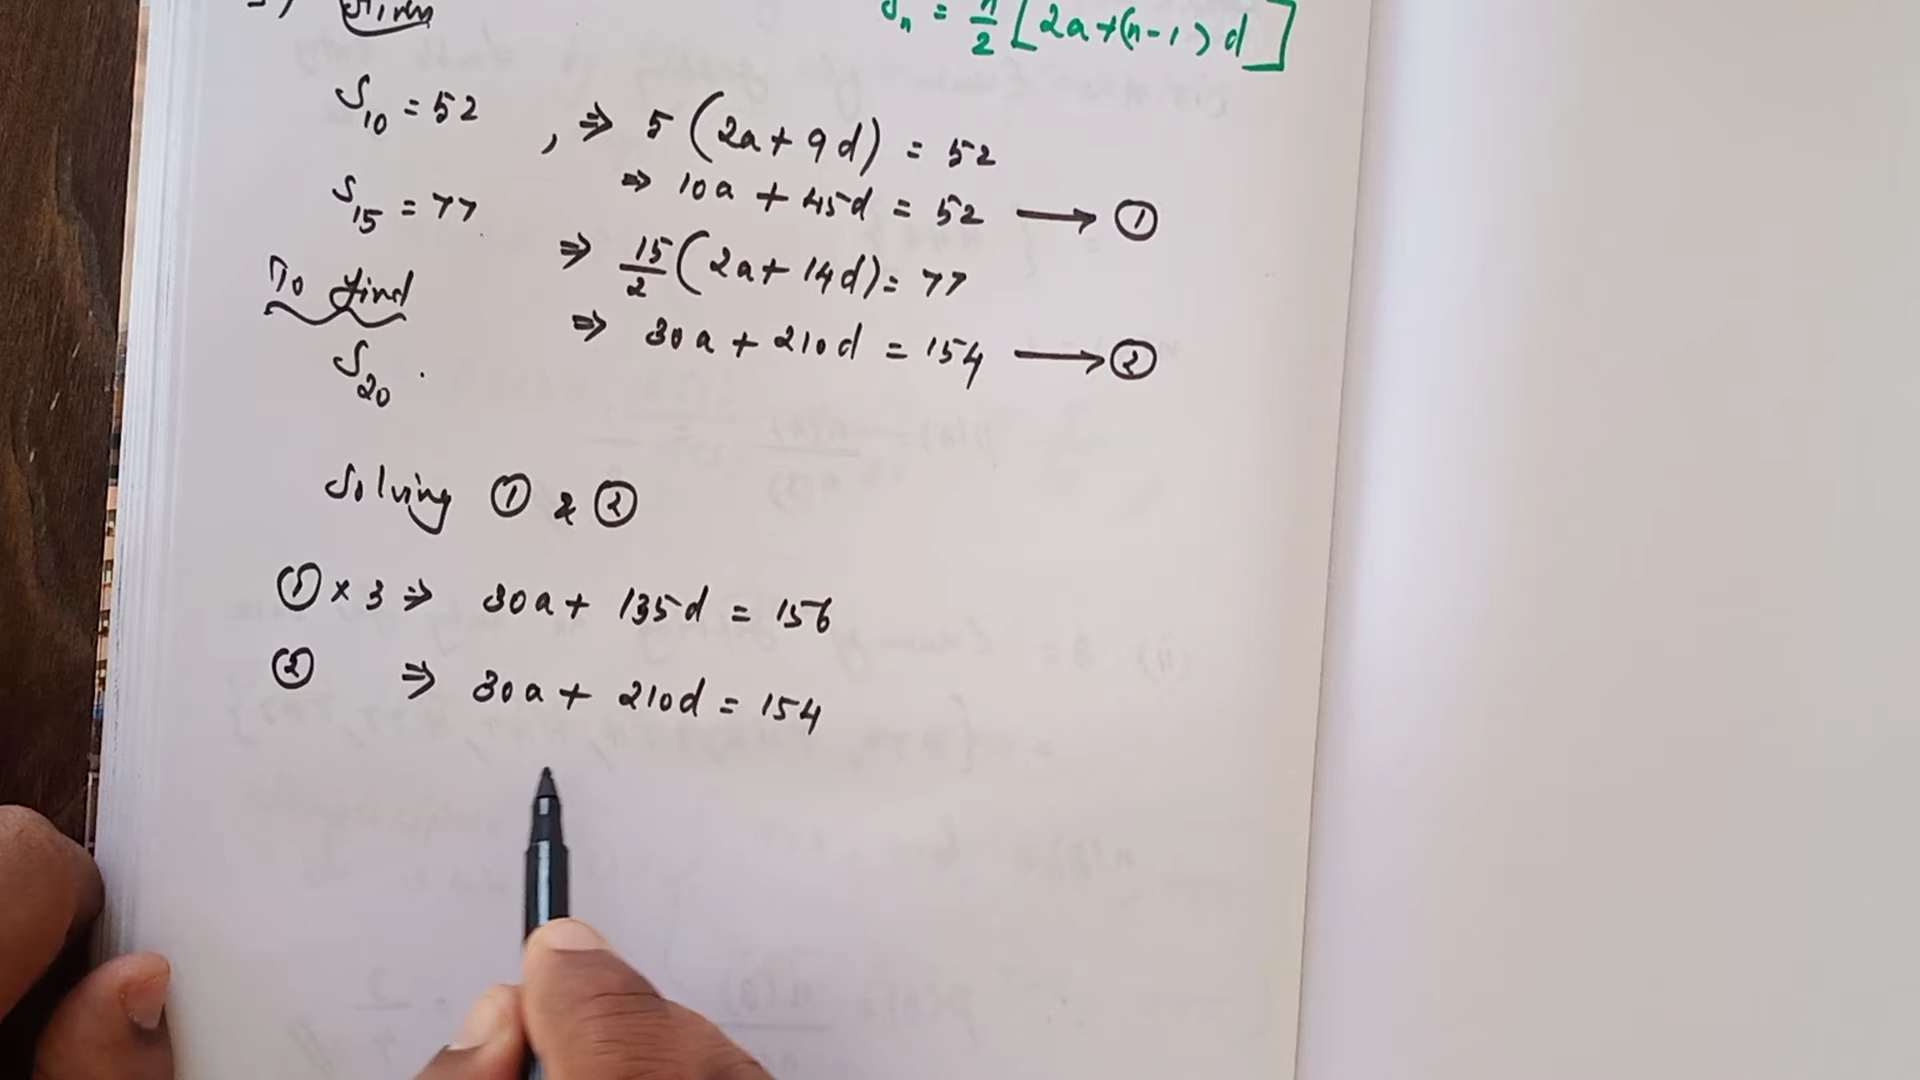 Sn = n/2 [2a+(n-1)d]
S10 = 52 , ⇒ 5 (2a + 9d) = 52
⇒ 10a + 45d = 52 ⟶ ①
S15 = 77
⇒ 15/2 (2a + 14d) = 77
To find
⇒ 30a + 210d = 154 ⟶ ②
S20 .
Solving ① & ②
① × 3 ⇒ 30a + 135d = 156
② ⇒ 30a + 210d = 154